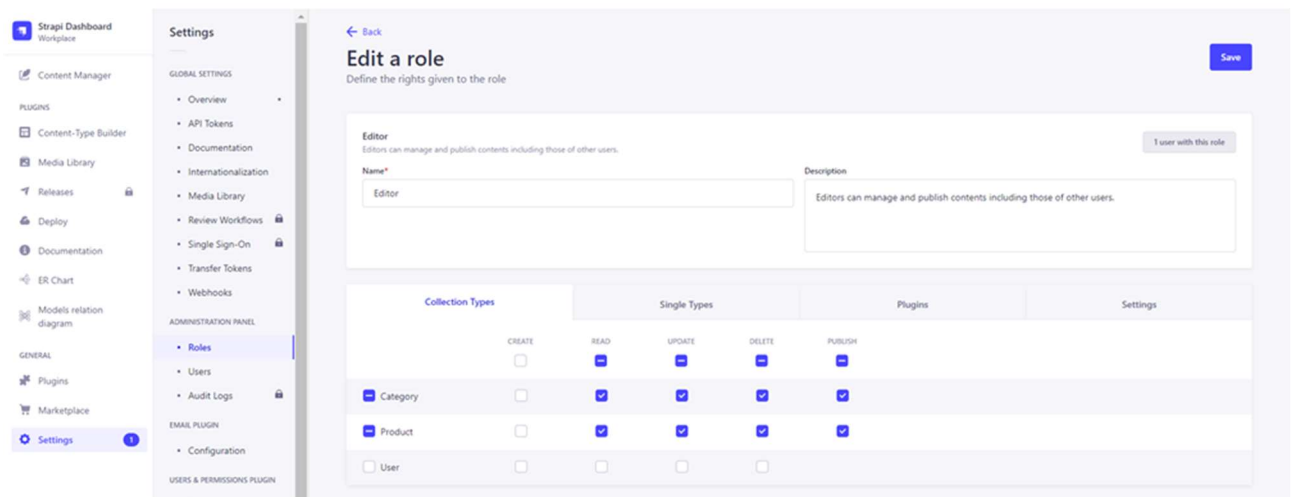 Strapi Dashboard
Workplace
Content Manager
PLUGINS
Content-Type Builder
Media Library
Releases
Deploy
Documentation
ER Chart
Models relation
diagram
GENERAL
Plugins
Marketplace
Settings 1
Settings
GLOBAL SETTINGS
Overview
API Tokens
Documentation
Internationalization
Media Library
Review Workflows
Single Sign-On
Transfer Tokens
Webhooks
ADMINISTRATION PANEL
Roles
Users
Audit Logs
EMAIL PLUGIN
Configuration
USERS & PERMISSIONS PLUGIN
Back
Edit a role
Define the rights given to the role
Save
Editor
Editors can manage and publish contents including those of other users.
1 user with this role
Name*
Editor
Description
Editors can manage and publish contents including those of other users.
Collection Types Single Types Plugins Settings
CREATE READ UPDATE DELETE PUBLISH
Category
Product
User